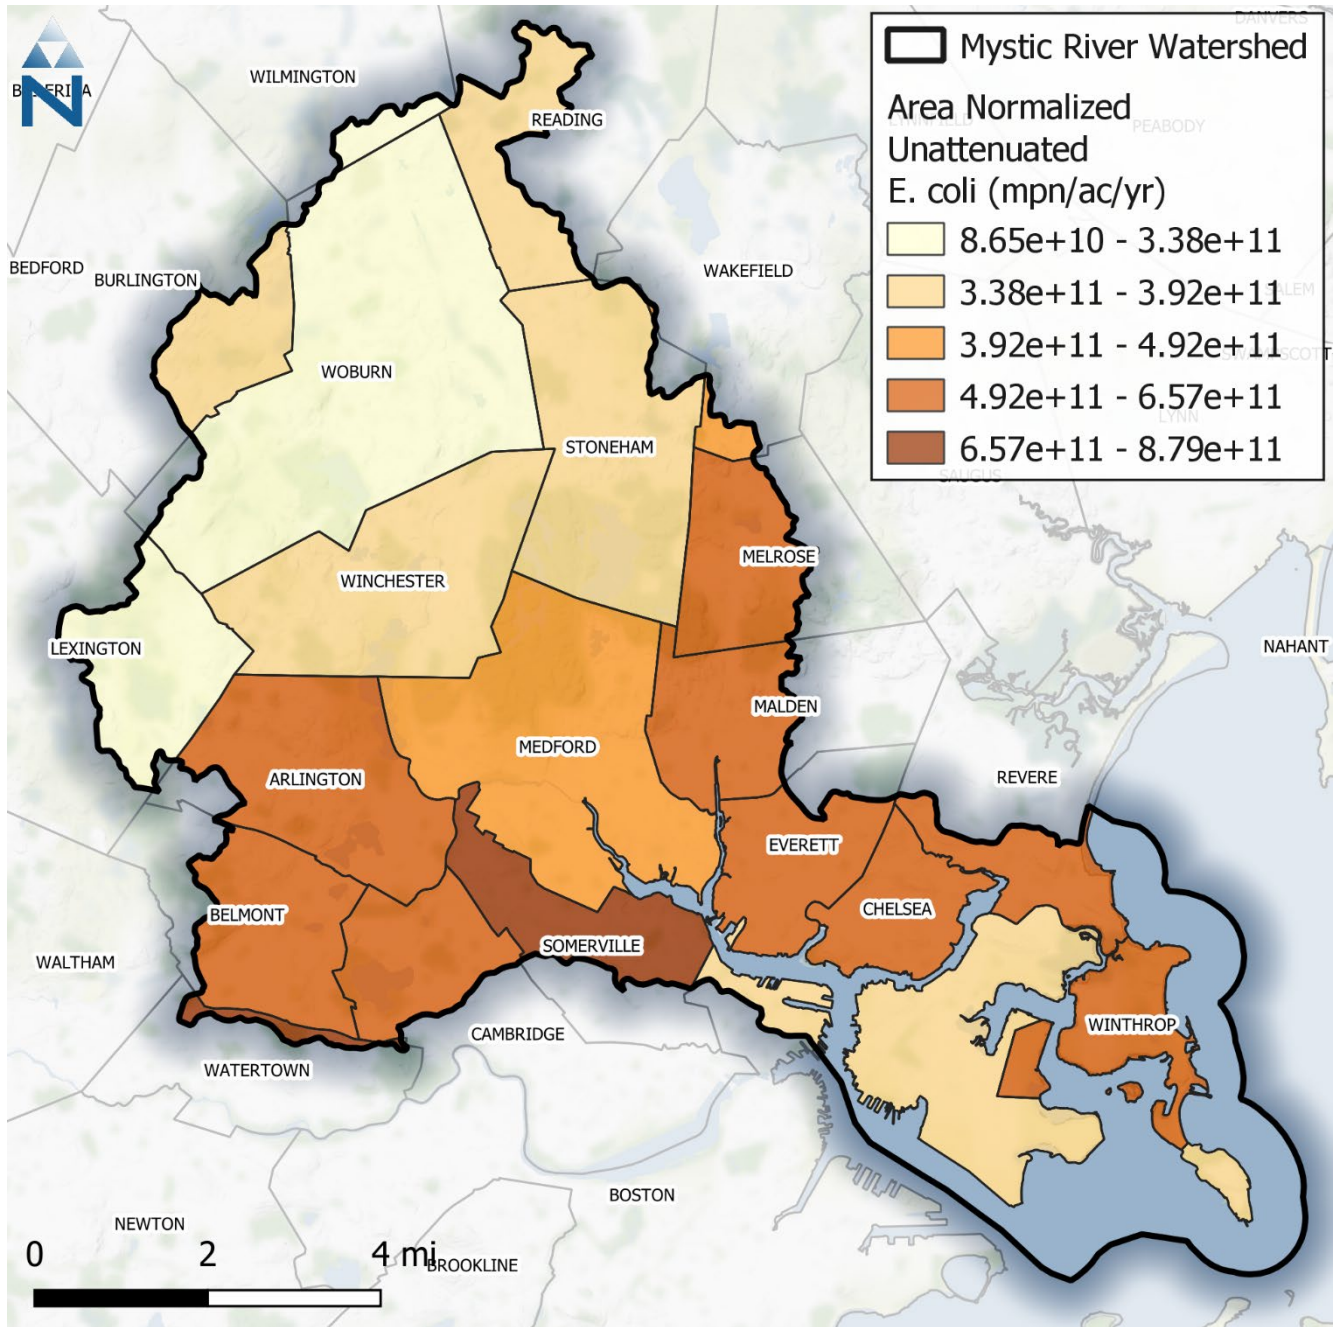 N
Mystic River Watershed
Area Normalized
Unattenuated
E. coli (mpn/ac/yr)
8.65e+10 - 3.38e+11
3.38e+11 - 3.92e+11
3.92e+11 - 4.92e+11
4.92e+11 - 6.57e+11
6.57e+11 - 8.79e+11
DANVERS
PEABODY
LYNNFIELD
SALEM
SWAMPSCOTT
LYNN
SAUGUS
WILMINGTON
READING
BEDFORD
BURLINGTON
WAKEFIELD
WOBURN
STONEHAM
MELROSE
WINCHESTER
LEXINGTON
NAHANT
MALDEN
MEDFORD
REVERE
ARLINGTON
EVERETT
CHELSEA
BELMONT
SOMERVILLE
WALTHAM
WINTHROP
CAMBRIDGE
WATERTOWN
BOSTON
NEWTON
BROOKLINE
0 2 4 mi